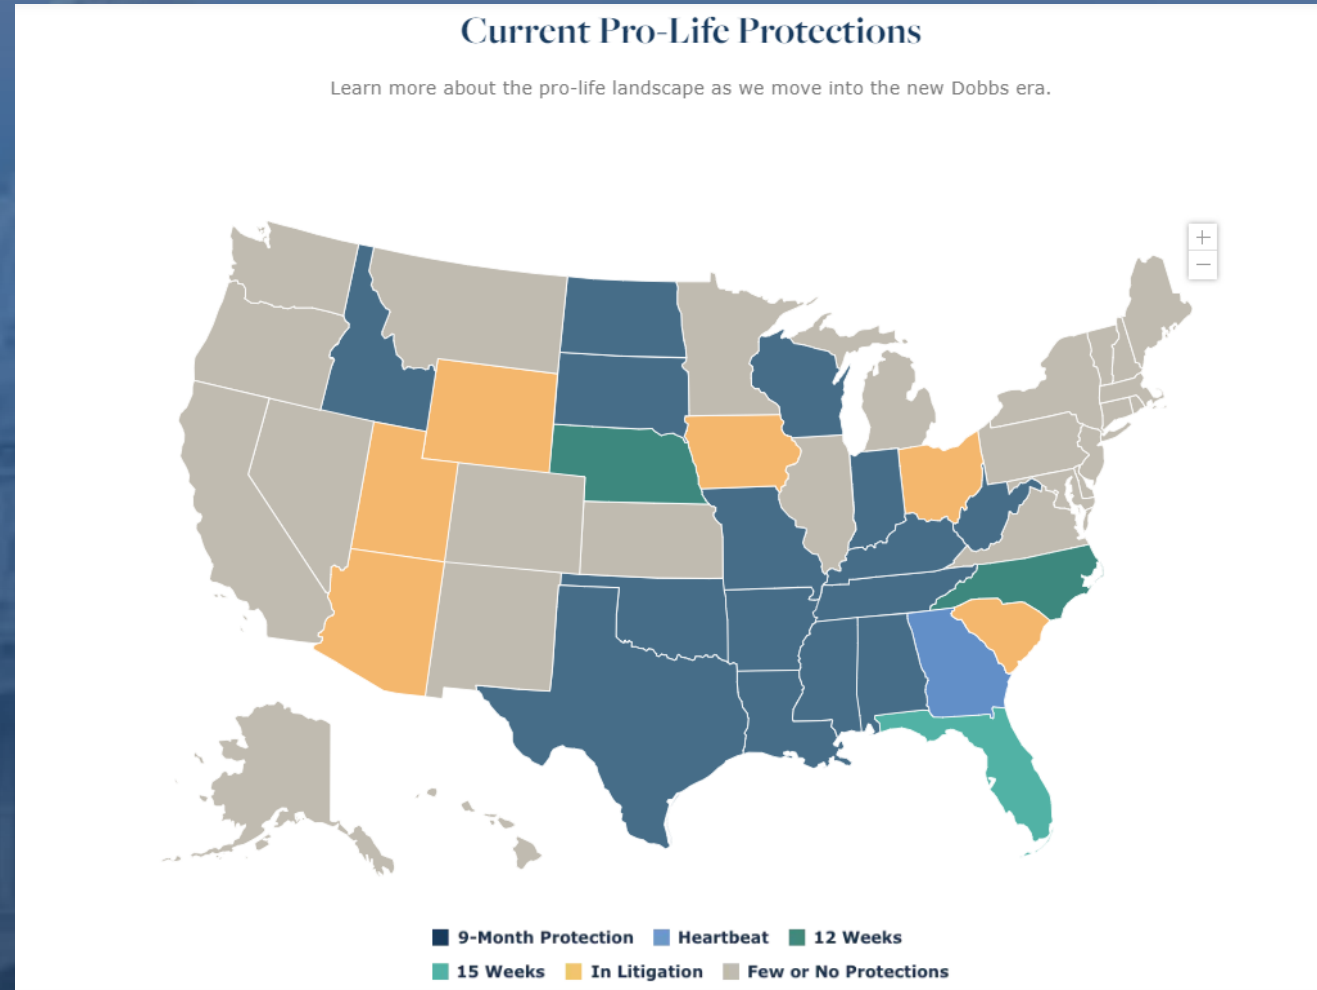 Current Pro-Life Protections
Learn more about the pro-life landscape as we move into the new Dobbs era.
+
−
9-Month Protection Heartbeat 12 Weeks
15 Weeks In Litigation Few or No Protections